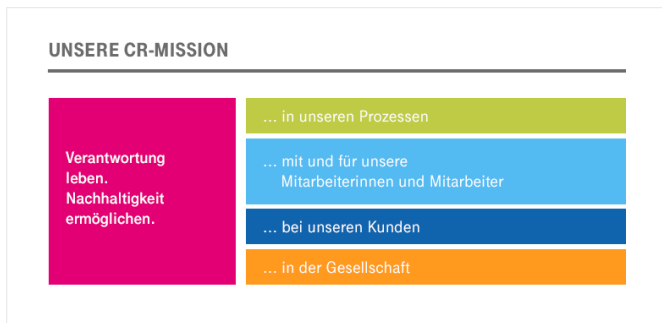 UNSERE CR-MISSION
Verantwortung
leben.
Nachhaltigkeit
ermöglichen.
... in unseren Prozessen
... mit und für unsere
Mitarbeiterinnen und Mitarbeiter
... bei unseren Kunden
... in der Gesellschaft